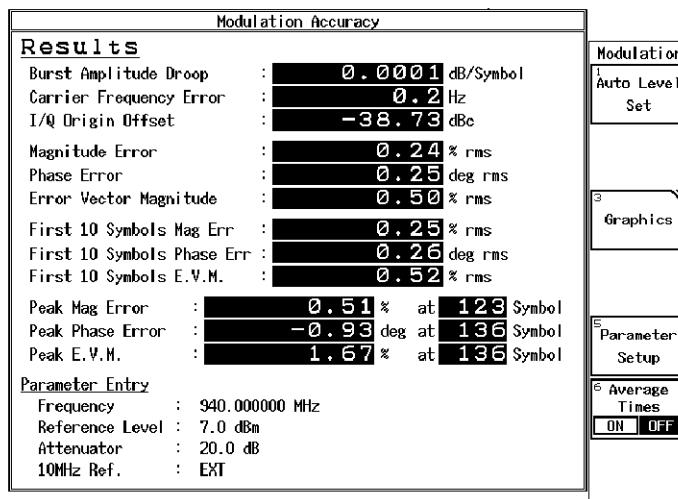 Modulation Accuracy
Results
Burst Amplitude Droop : 0.0001 dB/Symbol
Carrier Frequency Error : 0.2 Hz
I/Q Origin Offset : -38.73 dBc
Magnitude Error : 0.24 % rms
Phase Error : 0.25 deg rms
Error Vector Magnitude : 0.50 % rms
First 10 Symbols Mag Err : 0.25 % rms
First 10 Symbols Phase Err : 0.26 deg rms
First 10 Symbols E.V.M. : 0.52 % rms
Peak Mag Error : 0.51 % at 123 Symbol
Peak Phase Error : -0.93 deg at 136 Symbol
Peak E.V.M. : 1.67 % at 136 Symbol
Parameter Entry
Frequency : 940.000000 MHz
Reference Level : 7.0 dBm
Attenuator : 20.0 dB
10MHz Ref. : EXT
Modulation
1
Auto Level
Set
3
Graphics
5
Parameter
Setup
6
Average
Times
ON OFF